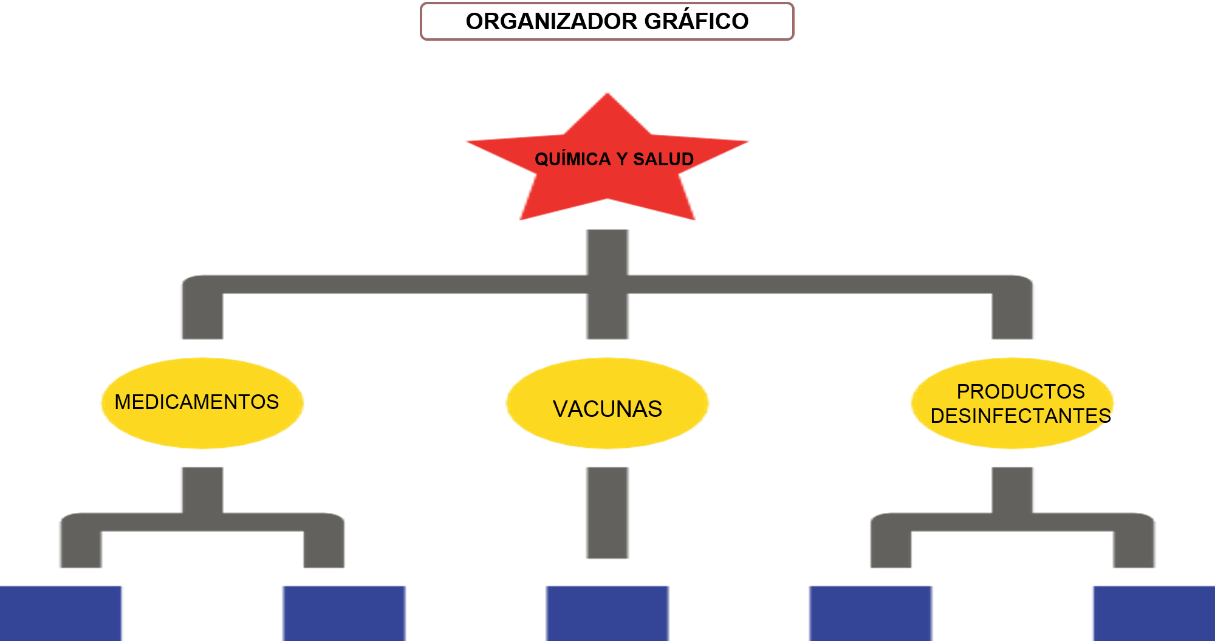 ORGANIZADOR GRÁFICO
QUÍMICA Y SALUD
MEDICAMENTOS
VACUNAS
PRODUCTOS
DESINFECTANTES